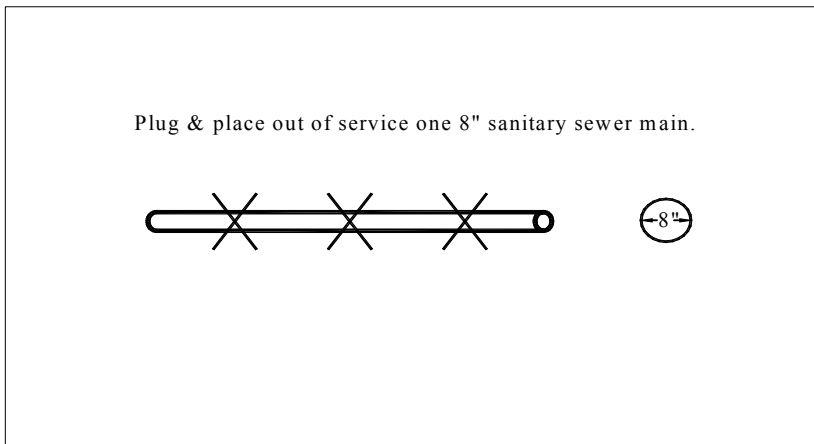 Plug & place out of service one 8" sanitary sewer main.
8"